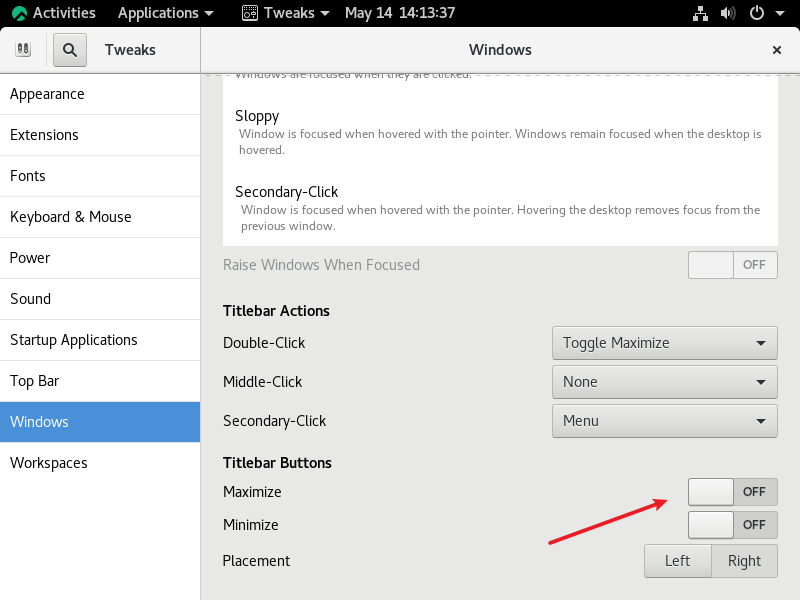 Activities Applications Tweaks May 14 14:13:37
Tweaks Windows
Appearance
Extensions
Fonts
Keyboard & Mouse
Power
Sound
Startup Applications
Top Bar
Windows
Workspaces
Windows are focused when they are clicked.
Sloppy
Window is focused when hovered with the pointer. Windows remain focused when the desktop is
hovered.
Secondary-Click
Window is focused when hovered with the pointer. Hovering the desktop removes focus from the
previous window.
Raise Windows When Focused OFF
Titlebar Actions
Double-Click Toggle Maximize
Middle-Click None
Secondary-Click Menu
Titlebar Buttons
Maximize OFF
Minimize OFF
Placement Left Right